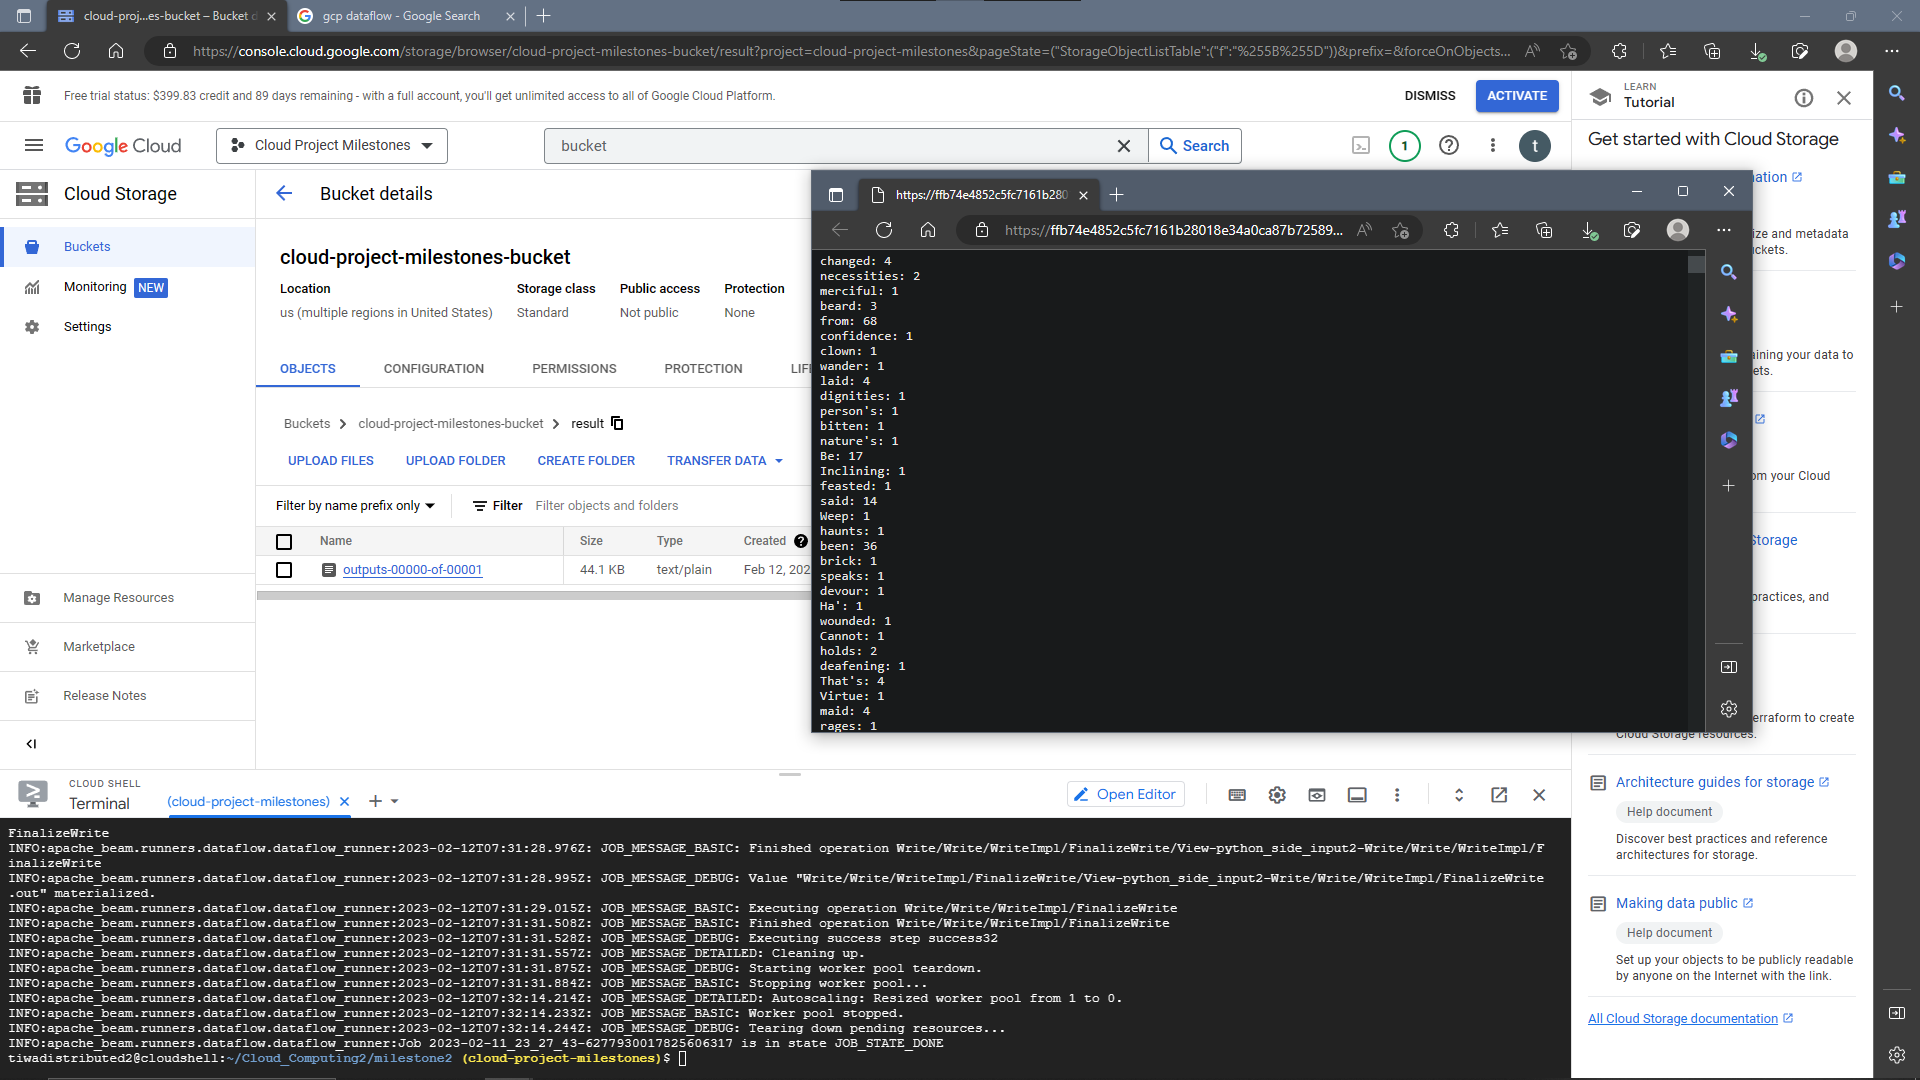 cloud-proj...es-bucket – Bucket d
gcp dataflow - Google Search
https://console.cloud.google.com/storage/browser/cloud-project-milestones-bucket/result?project=cloud-project-milestones&pageState=("StorageObjectListTable":("f":"%255B%255D"))&prefix=&forceOnObjects...
Free trial status: $399.83 credit and 89 days remaining - with a full account, you'll get unlimited access to all of Google Cloud Platform.
DISMISS
ACTIVATE
LEARN
Tutorial
Google Cloud
Cloud Project Milestones
bucket
Search
1
t
Get started with Cloud Storage
Cloud Storage
Buckets
Monitoring NEW
Settings
Manage Resources
Marketplace
Release Notes
Bucket details
cloud-project-milestones-bucket
Location Storage class Public access Protection
us (multiple regions in United States) Standard Not public None
OBJECTS CONFIGURATION PERMISSIONS PROTECTION LIF
Buckets cloud-project-milestones-bucket result
UPLOAD FILES UPLOAD FOLDER CREATE FOLDER TRANSFER DATA
Filter by name prefix only Filter Filter objects and folders
Name Size Type Created
outputs-00000-of-00001 44.1 KB text/plain Feb 12, 202
https://ffb74e4852c5fc7161b280
https://ffb74e4852c5fc7161b28018e34a0ca87b72589...
changed: 4
necessities: 2
merciful: 1
beard: 3
from: 68
confidence: 1
clown: 1
wander: 1
laid: 4
dignities: 1
person's: 1
bitten: 1
nature's: 1
Be: 17
Inclining: 1
feasted: 1
said: 14
Weep: 1
haunts: 1
been: 36
brick: 1
speaks: 1
devour: 1
Ha': 1
wounded: 1
Cannot: 1
holds: 2
deafening: 1
That's: 4
Virtue: 1
maid: 4
rages: 1
ation
ize and metadata
ckets.
aining your data to
ets.
om your Cloud
Storage
practices, and
erraform to create
Cloud Storage resources.
Architecture guides for storage
Help document
Discover best practices and reference
architectures for storage.
Making data public
Help document
Set up your objects to be publicly readable
by anyone on the Internet with the link.
All Cloud Storage documentation
CLOUD SHELL
Terminal
(cloud-project-milestones)
Open Editor
FinalizeWrite
INFO:apache_beam.runners.dataflow.dataflow_runner:2023-02-12T07:31:28.976Z: JOB_MESSAGE_BASIC: Finished operation Write/Write/WriteImpl/FinalizeWrite/View-python_side_input2-Write/Write/WriteImpl/F
inalizeWrite
INFO:apache_beam.runners.dataflow.dataflow_runner:2023-02-12T07:31:28.995Z: JOB_MESSAGE_DEBUG: Value "Write/Write/WriteImpl/FinalizeWrite/View-python_side_input2-Write/Write/WriteImpl/FinalizeWrite
.out" materialized.
INFO:apache_beam.runners.dataflow.dataflow_runner:2023-02-12T07:31:29.015Z: JOB_MESSAGE_BASIC: Executing operation Write/Write/WriteImpl/FinalizeWrite
INFO:apache_beam.runners.dataflow.dataflow_runner:2023-02-12T07:31:31.508Z: JOB_MESSAGE_BASIC: Finished operation Write/Write/WriteImpl/FinalizeWrite
INFO:apache_beam.runners.dataflow.dataflow_runner:2023-02-12T07:31:31.528Z: JOB_MESSAGE_DEBUG: Executing success step success32
INFO:apache_beam.runners.dataflow.dataflow_runner:2023-02-12T07:31:31.557Z: JOB_MESSAGE_DETAILED: Cleaning up.
INFO:apache_beam.runners.dataflow.dataflow_runner:2023-02-12T07:31:31.875Z: JOB_MESSAGE_DEBUG: Starting worker pool teardown.
INFO:apache_beam.runners.dataflow.dataflow_runner:2023-02-12T07:31:31.884Z: JOB_MESSAGE_BASIC: Stopping worker pool...
INFO:apache_beam.runners.dataflow.dataflow_runner:2023-02-12T07:32:14.214Z: JOB_MESSAGE_DETAILED: Autoscaling: Resized worker pool from 1 to 0.
INFO:apache_beam.runners.dataflow.dataflow_runner:2023-02-12T07:32:14.233Z: JOB_MESSAGE_BASIC: Worker pool stopped.
INFO:apache_beam.runners.dataflow.dataflow_runner:2023-02-12T07:32:14.244Z: JOB_MESSAGE_DEBUG: Tearing down pending resources...
INFO:apache_beam.runners.dataflow.dataflow_runner:Job 2023-02-11_23_27_43-6277930017825606317 is in state JOB_STATE_DONE
tiwadistributed2@cloudshell:~/Cloud_Computing2/milestone2 (cloud-project-milestones)$